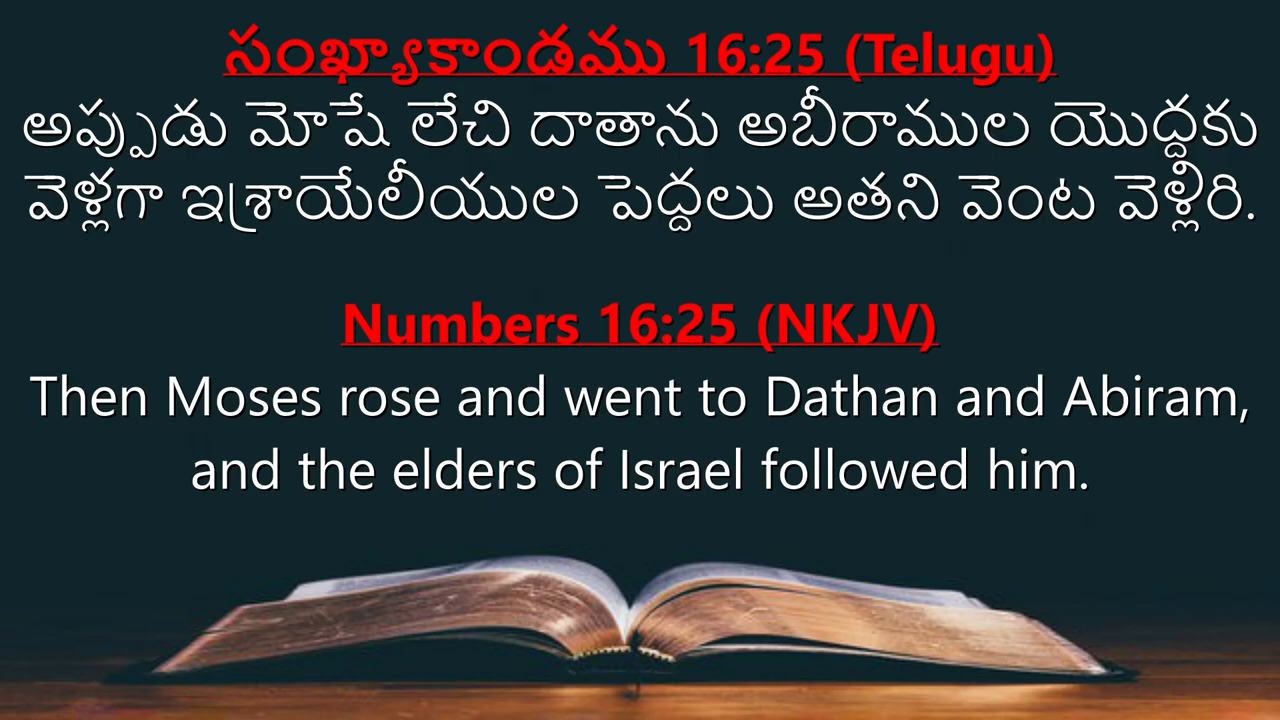 సంఖ్యాకాండము 16:25 (Telugu)
అప్పుడు మోషే లేచి దాతాను అబీరాముల యొద్దకు
వెళ్లగా ఇశ్రాయేలీయుల పెద్దలు అతని వెంట వెళ్లిరి.
Numbers 16:25 (NKJV)
Then Moses rose and went to Dathan and Abiram,
and the elders of Israel followed him.